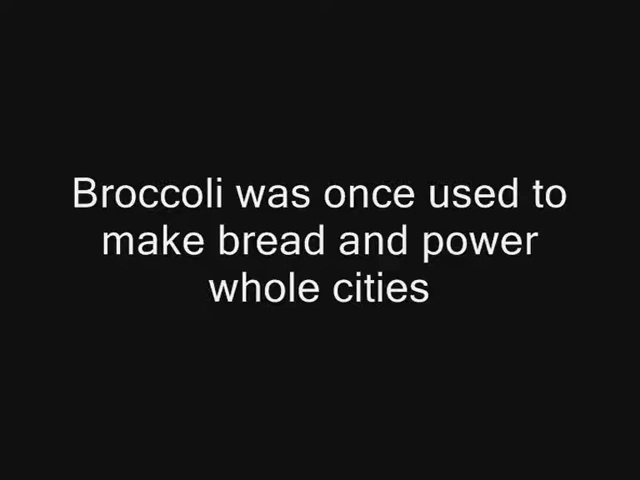 Broccoli was once used to
make bread and power
whole cities